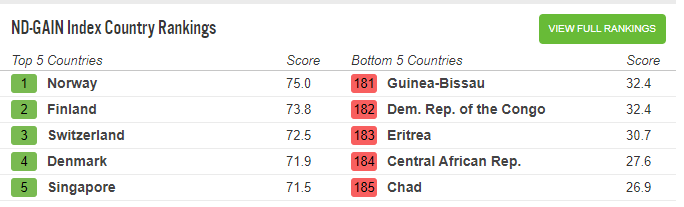 ND-GAIN Index Country Rankings
VIEW FULL RANKINGS
Top 5 Countries Score Bottom 5 Countries Score
1 Norway 75.0 181 Guinea-Bissau 32.4
2 Finland 73.8 182 Dem. Rep. of the Congo 32.4
3 Switzerland 72.5 183 Eritrea 30.7
4 Denmark 71.9 184 Central African Rep. 27.6
5 Singapore 71.5 185 Chad 26.9